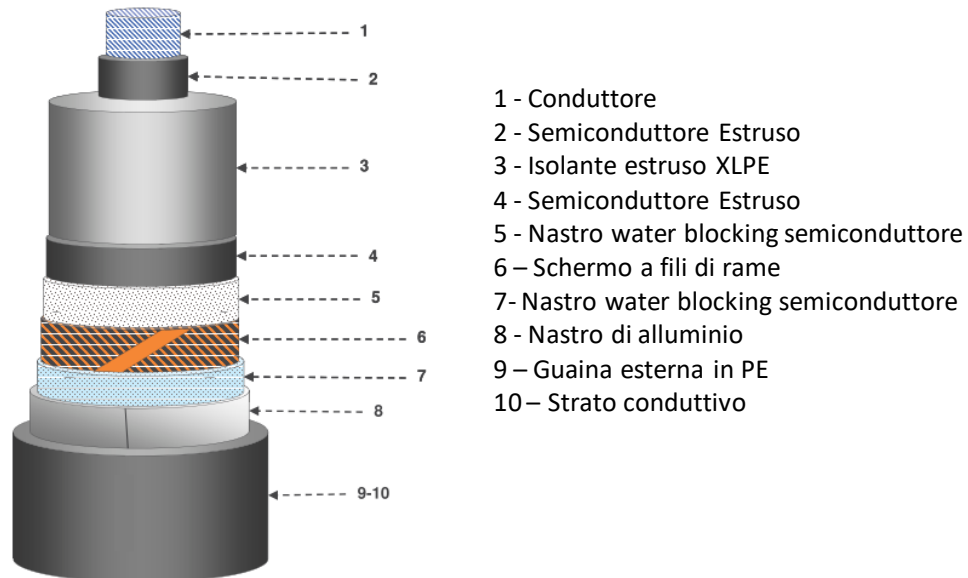 1
2
3
4
5
6
7
8
9-10
1 - Conduttore
2 - Semiconduttore Estruso
3 - Isolante estruso XLPE
4 - Semiconduttore Estruso
5 - Nastro water blocking semiconduttore
6 – Schermo a fili di rame
7- Nastro water blocking semiconduttore
8 - Nastro di alluminio
9 – Guaina esterna in PE
10 – Strato conduttivo